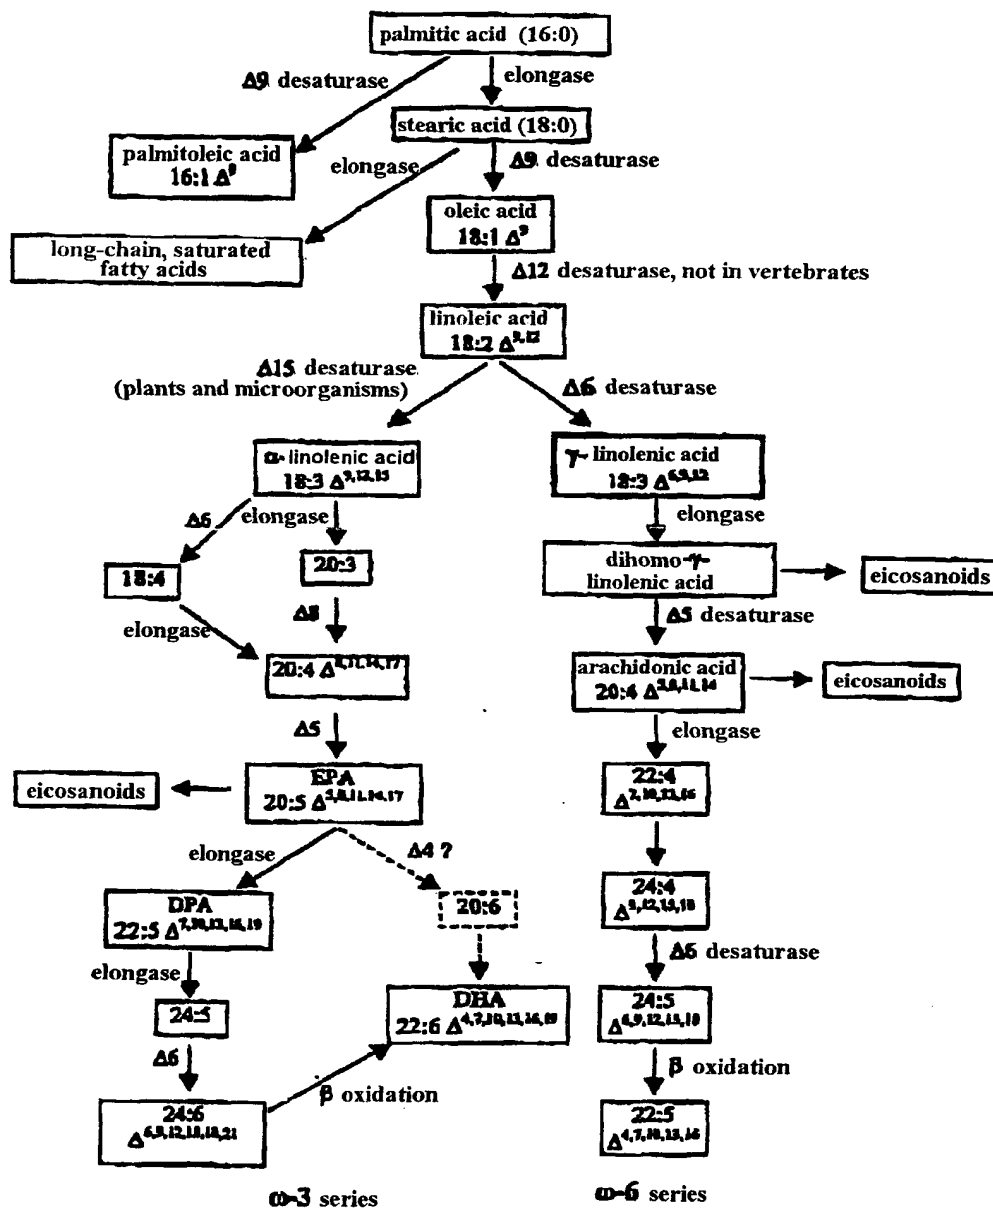 palmitic acid (16:0)
Δ9 desaturase
elongase
stearic acid (18:0)
palmitoleic acid
16:1 Δ9
elongase
Δ9 desaturase
oleic acid
18:1 Δ9
long-chain, saturated
fatty acids
Δ12 desaturase, not in vertebrates
linoleic acid
18:2 Δ9,12
Δ15 desaturase
(plants and microorganisms)
Δ6 desaturase
α-linolenic acid
18:3 Δ9,12,15
γ-linolenic acid
18:3 Δ6,9,12
Δ6
elongase
elongase
18:4
20:3
dihomo-γ-
linolenic acid
eicosanoids
elongase
Δ8
Δ5 desaturase
20:4 Δ8,11,14,17
arachidonic acid
20:4 Δ5,8,11,14
eicosanoids
Δ5
elongase
eicosanoids
EPA
20:5 Δ5,8,11,14,17
22:4
Δ7,10,13,16
elongase
Δ4 ?
DPA
22:5 Δ7,10,13,16,19
20:6
24:4
Δ9,12,15,18
elongase
Δ6 desaturase
24:5
DHA
22:6 Δ4,7,10,13,16,19
24:5
Δ6,9,12,15,18
Δ6
β oxidation
β oxidation
24:6
Δ6,9,12,15,18,21
22:5
Δ4,7,10,13,16
ω-3 series
ω-6 series